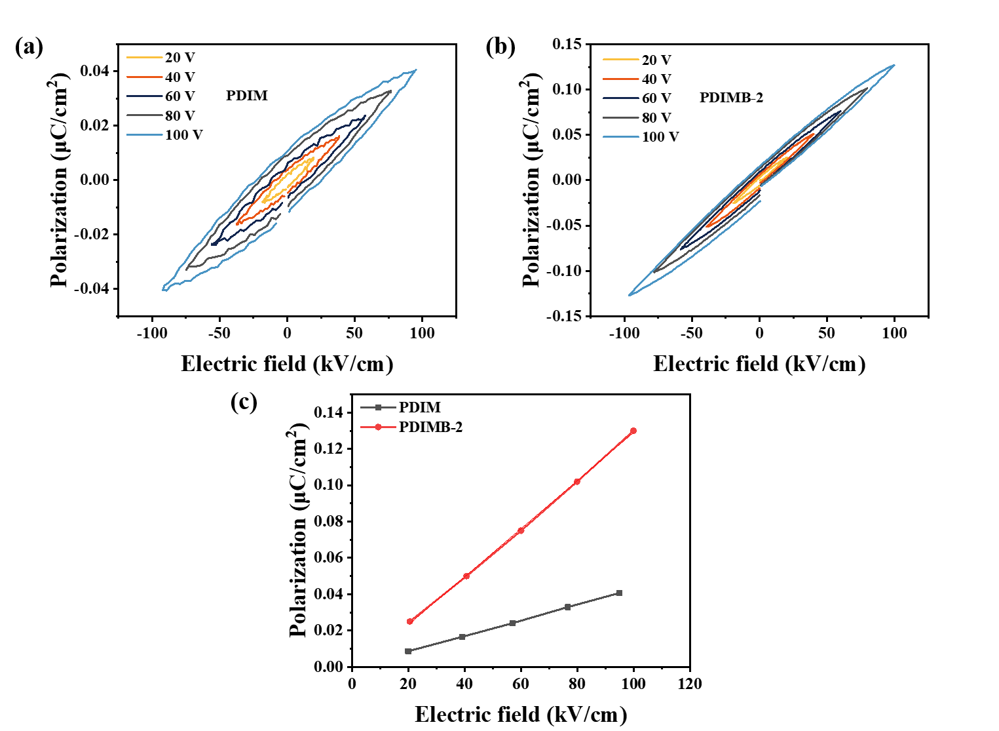 (a)
20 V
40 V
60 V
80 V
100 V
PDIM
0.04
0.02
0.00
-0.02
-0.04
-100
-50
0
50
100
Polarization (μC/cm²)
Electric field (kV/cm)
(b)
20 V
40 V
60 V
80 V
100 V
PDIMB-2
0.15
0.10
0.05
0.00
-0.05
-0.10
-0.15
-100
-50
0
50
100
Polarization (μC/cm²)
Electric field (kV/cm)
(c)
PDIM
PDIMB-2
0.14
0.12
0.10
0.08
0.06
0.04
0.02
0.00
0
20
40
60
80
100
120
Polarization (μC/cm²)
Electric field (kV/cm)